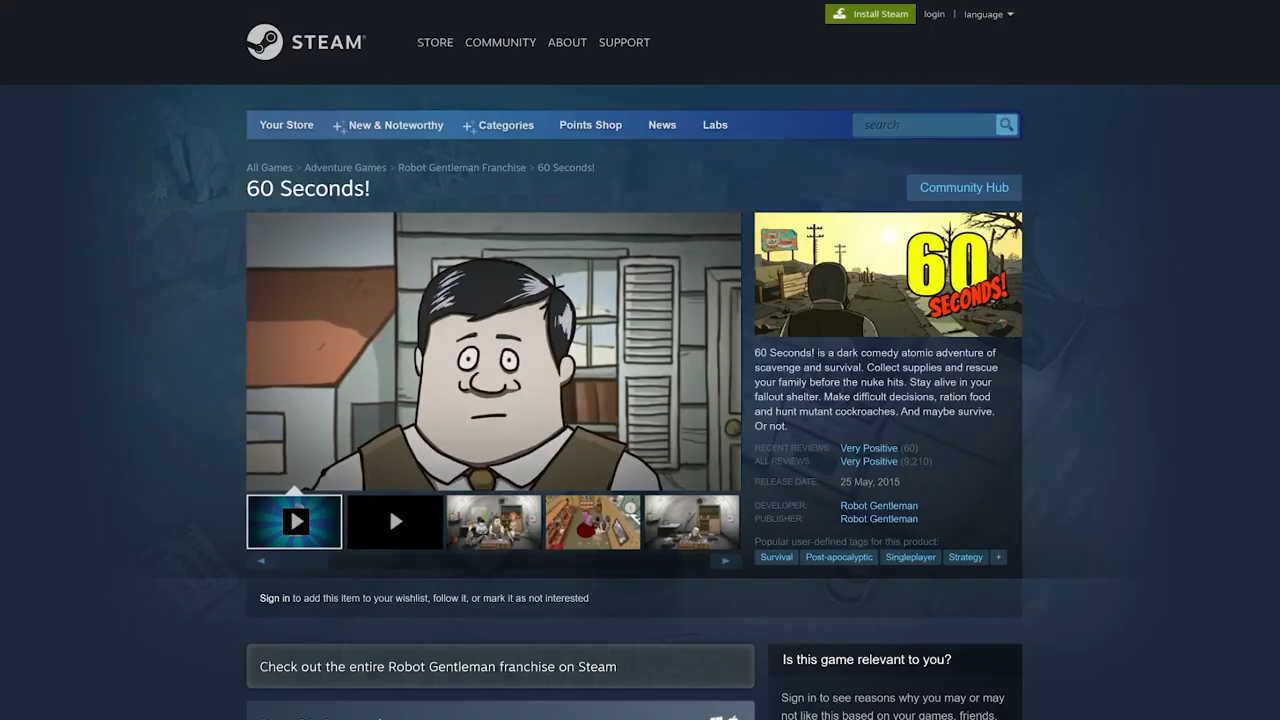 Install Steam
login | language
STEAM®
STORE COMMUNITY ABOUT SUPPORT
Your Store New & Noteworthy Categories Points Shop News Labs
search
All Games > Adventure Games > Robot Gentleman Franchise > 60 Seconds!
60 Seconds!
Community Hub
60
SECONDS!
60 Seconds! is a dark comedy atomic adventure of
scavenge and survival. Collect supplies and rescue
your family before the nuke hits. Stay alive in your
fallout shelter. Make difficult decisions, ration food
and hunt mutant cockroaches. And maybe survive.
Or not.
RECENT REVIEWS: Very Positive (60)
ALL REVIEWS: Very Positive (9,210)
RELEASE DATE: 25 May, 2015
DEVELOPER: Robot Gentleman
PUBLISHER: Robot Gentleman
Popular user-defined tags for this product:
Survival Post-apocalyptic Singleplayer Strategy +
Sign in to add this item to your wishlist, follow it, or mark it as not interested
Check out the entire Robot Gentleman franchise on Steam
Is this game relevant to you?
Sign in to see reasons why you may or may
not like this based on your games, friends,